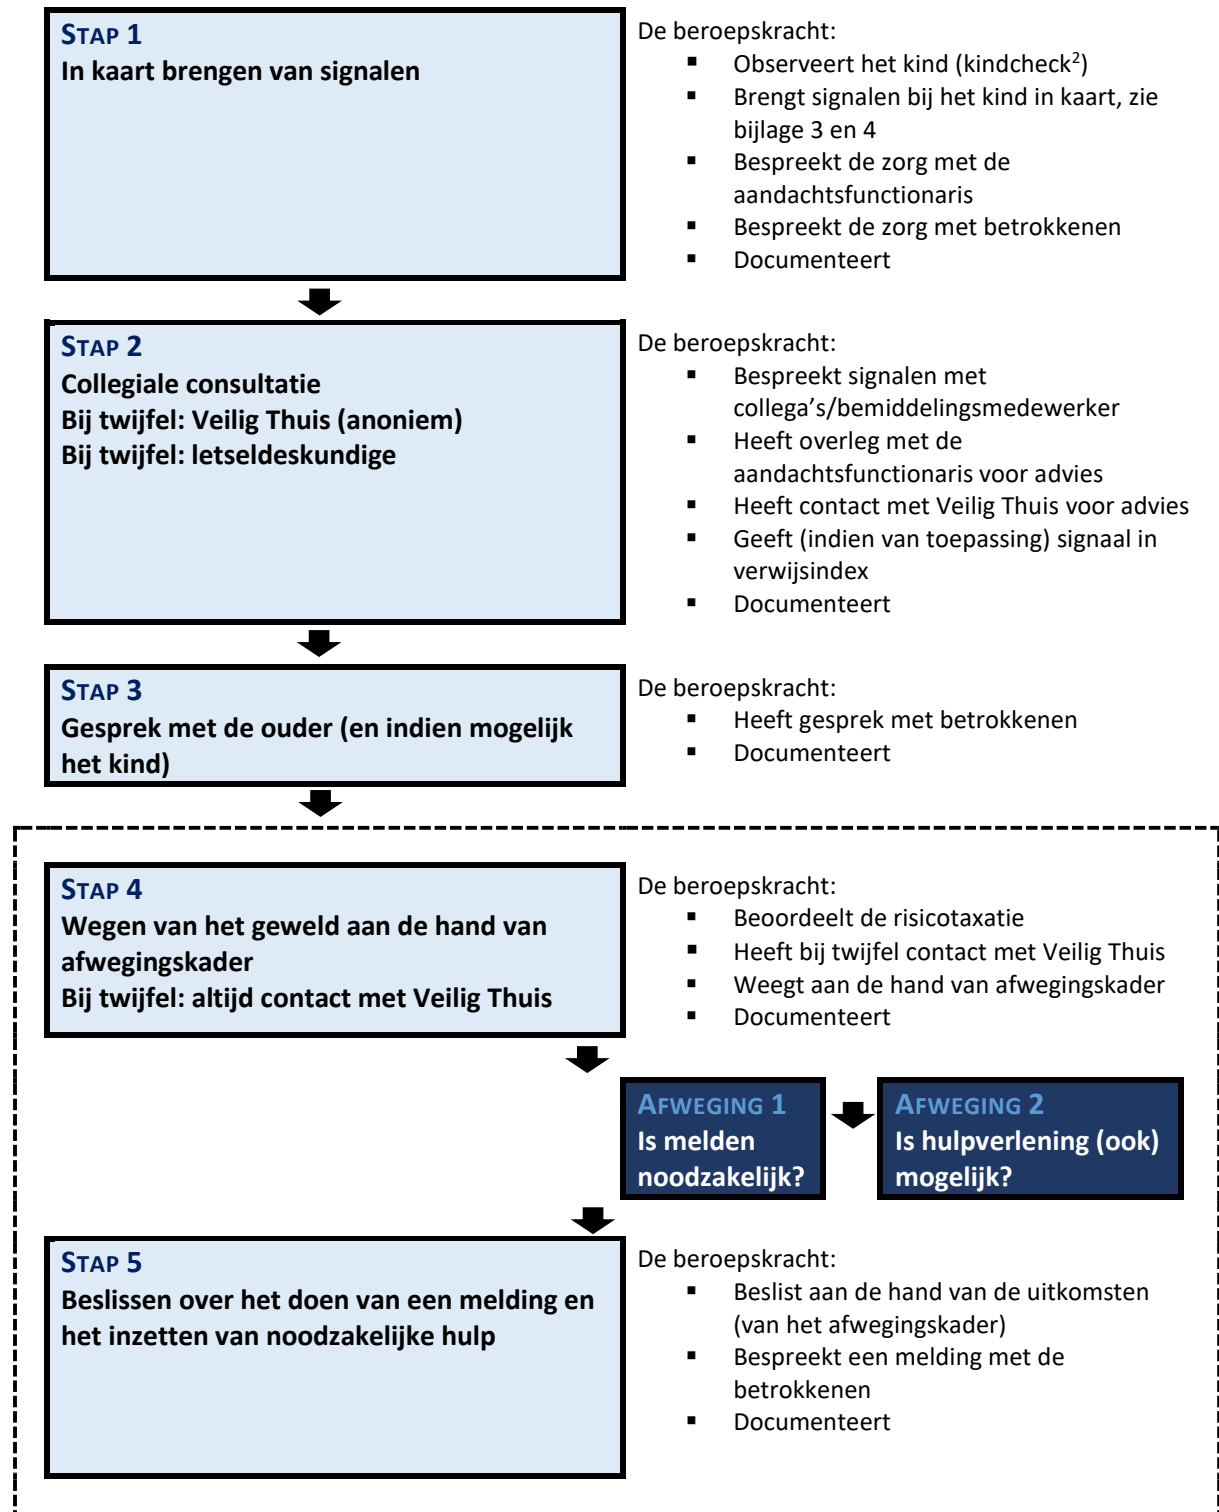 STAP 1
In kaart brengen van signalen
De beroepskracht:
▪ Observeert het kind (kindcheck²)
▪ Brengt signalen bij het kind in kaart, zie
bijlage 3 en 4
▪ Bespreekt de zorg met de
aandachtsfunctionaris
▪ Bespreekt de zorg met betrokkenen
▪ Documenteert
STAP 2
Collegiale consultatie
Bij twijfel: Veilig Thuis (anoniem)
Bij twijfel: letseldeskundige
De beroepskracht:
▪ Bespreekt signalen met
collega’s/bemiddelingsmedewerker
▪ Heeft overleg met de
aandachtsfunctionaris voor advies
▪ Heeft contact met Veilig Thuis voor advies
▪ Geeft (indien van toepassing) signaal in
verwijsindex
▪ Documenteert
STAP 3
Gesprek met de ouder (en indien mogelijk
het kind)
De beroepskracht:
▪ Heeft gesprek met betrokkenen
▪ Documenteert
STAP 4
Wegen van het geweld aan de hand van
afwegingskader
Bij twijfel: altijd contact met Veilig Thuis
De beroepskracht:
▪ Beoordeelt de risicotaxatie
▪ Heeft bij twijfel contact met Veilig Thuis
▪ Weegt aan de hand van afwegingskader
▪ Documenteert
AFWEGING 1
Is melden
noodzakelijk?
AFWEGING 2
Is hulpverlening (ook)
mogelijk?
STAP 5
Beslissen over het doen van een melding en
het inzetten van noodzakelijke hulp
De beroepskracht:
▪ Beslist aan de hand van de uitkomsten
(van het afwegingskader)
▪ Bespreekt een melding met de
betrokkenen
▪ Documenteert